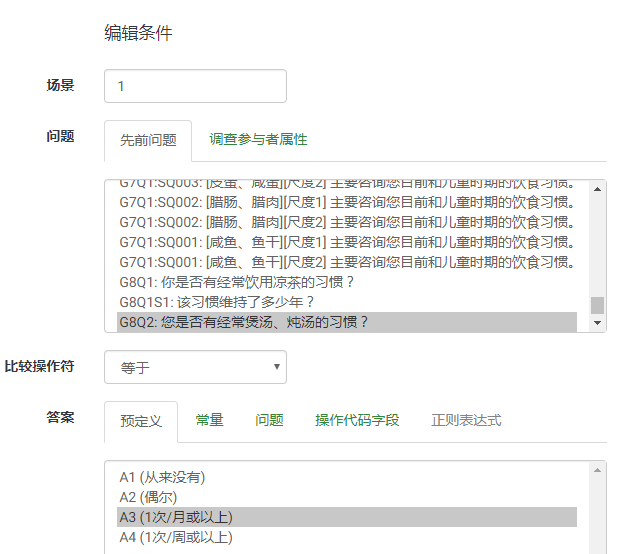 编辑条件
场景
1
问题
先前问题
调查参与者属性
G7Q1:SQ003: [皮蛋、咸蛋][尺度2] 主要咨询您目前和儿童时期的饮食习惯。
G7Q1:SQ002: [腊肠、腊肉][尺度1] 主要咨询您目前和儿童时期的饮食习惯。
G7Q1:SQ002: [腊肠、腊肉][尺度2] 主要咨询您目前和儿童时期的饮食习惯。
G7Q1:SQ001: [咸鱼、鱼干][尺度1] 主要咨询您目前和儿童时期的饮食习惯。
G7Q1:SQ001: [咸鱼、鱼干][尺度2] 主要咨询您目前和儿童时期的饮食习惯。
G8Q1: 你是否有经常饮用凉茶的习惯？
G8Q1S1: 该习惯维持了多少年？
G8Q2: 您是否有经常煲汤、炖汤的习惯？
比较操作符
等于
答案
预定义
常量
问题
操作代码字段
正则表达式
A1 (从来没有)
A2 (偶尔)
A3 (1次/月或以上)
A4 (1次/周或以上)